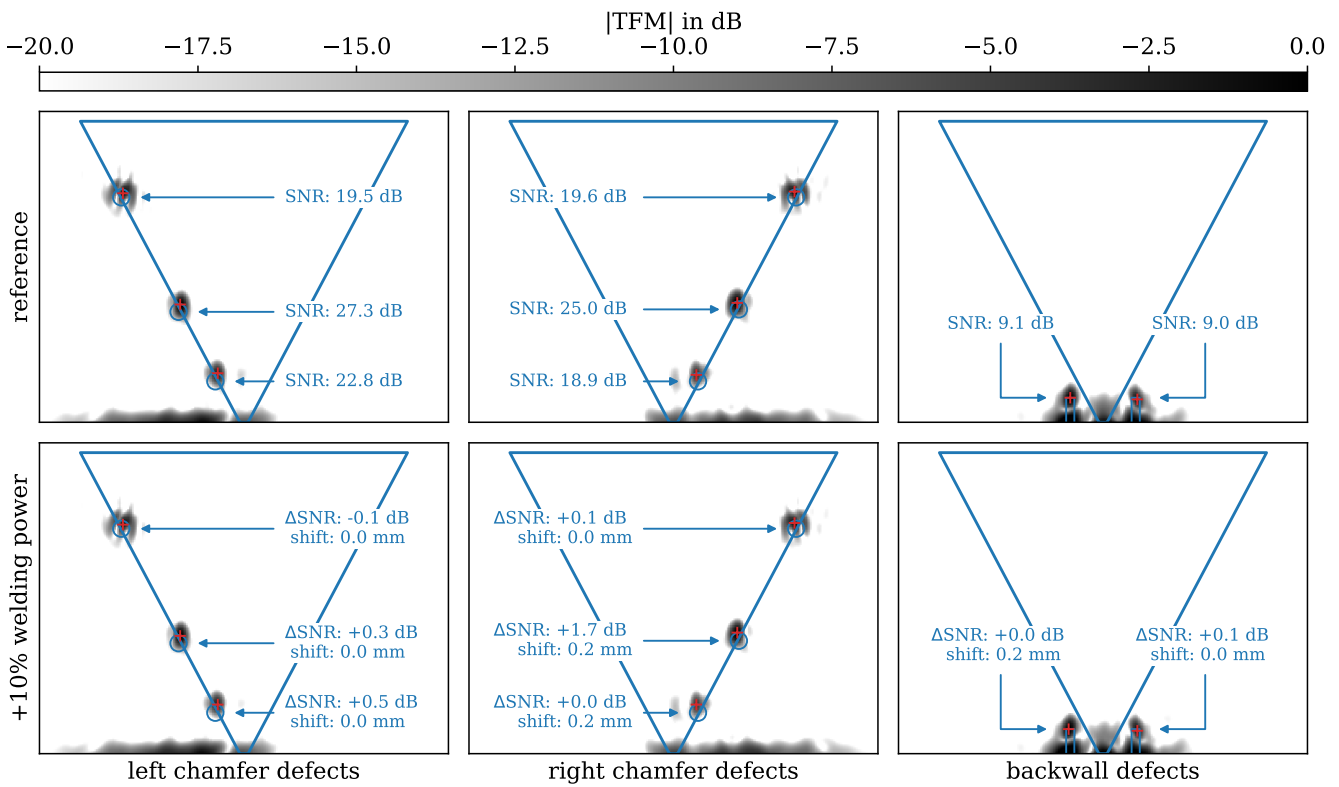 |TFM| in dB
−20.0 −17.5 −15.0 −12.5 −10.0 −7.5 −5.0 −2.5 0.0
reference
SNR: 19.5 dB
SNR: 27.3 dB
SNR: 22.8 dB
SNR: 19.6 dB
SNR: 25.0 dB
SNR: 18.9 dB
SNR: 9.1 dB
SNR: 9.0 dB
+10% welding power
ΔSNR: -0.1 dB
shift: 0.0 mm
ΔSNR: +0.3 dB
shift: 0.0 mm
ΔSNR: +0.5 dB
shift: 0.0 mm
ΔSNR: +0.1 dB
shift: 0.0 mm
ΔSNR: +1.7 dB
shift: 0.2 mm
ΔSNR: +0.0 dB
shift: 0.2 mm
ΔSNR: +0.0 dB
shift: 0.2 mm
ΔSNR: +0.1 dB
shift: 0.0 mm
left chamfer defects
right chamfer defects
backwall defects